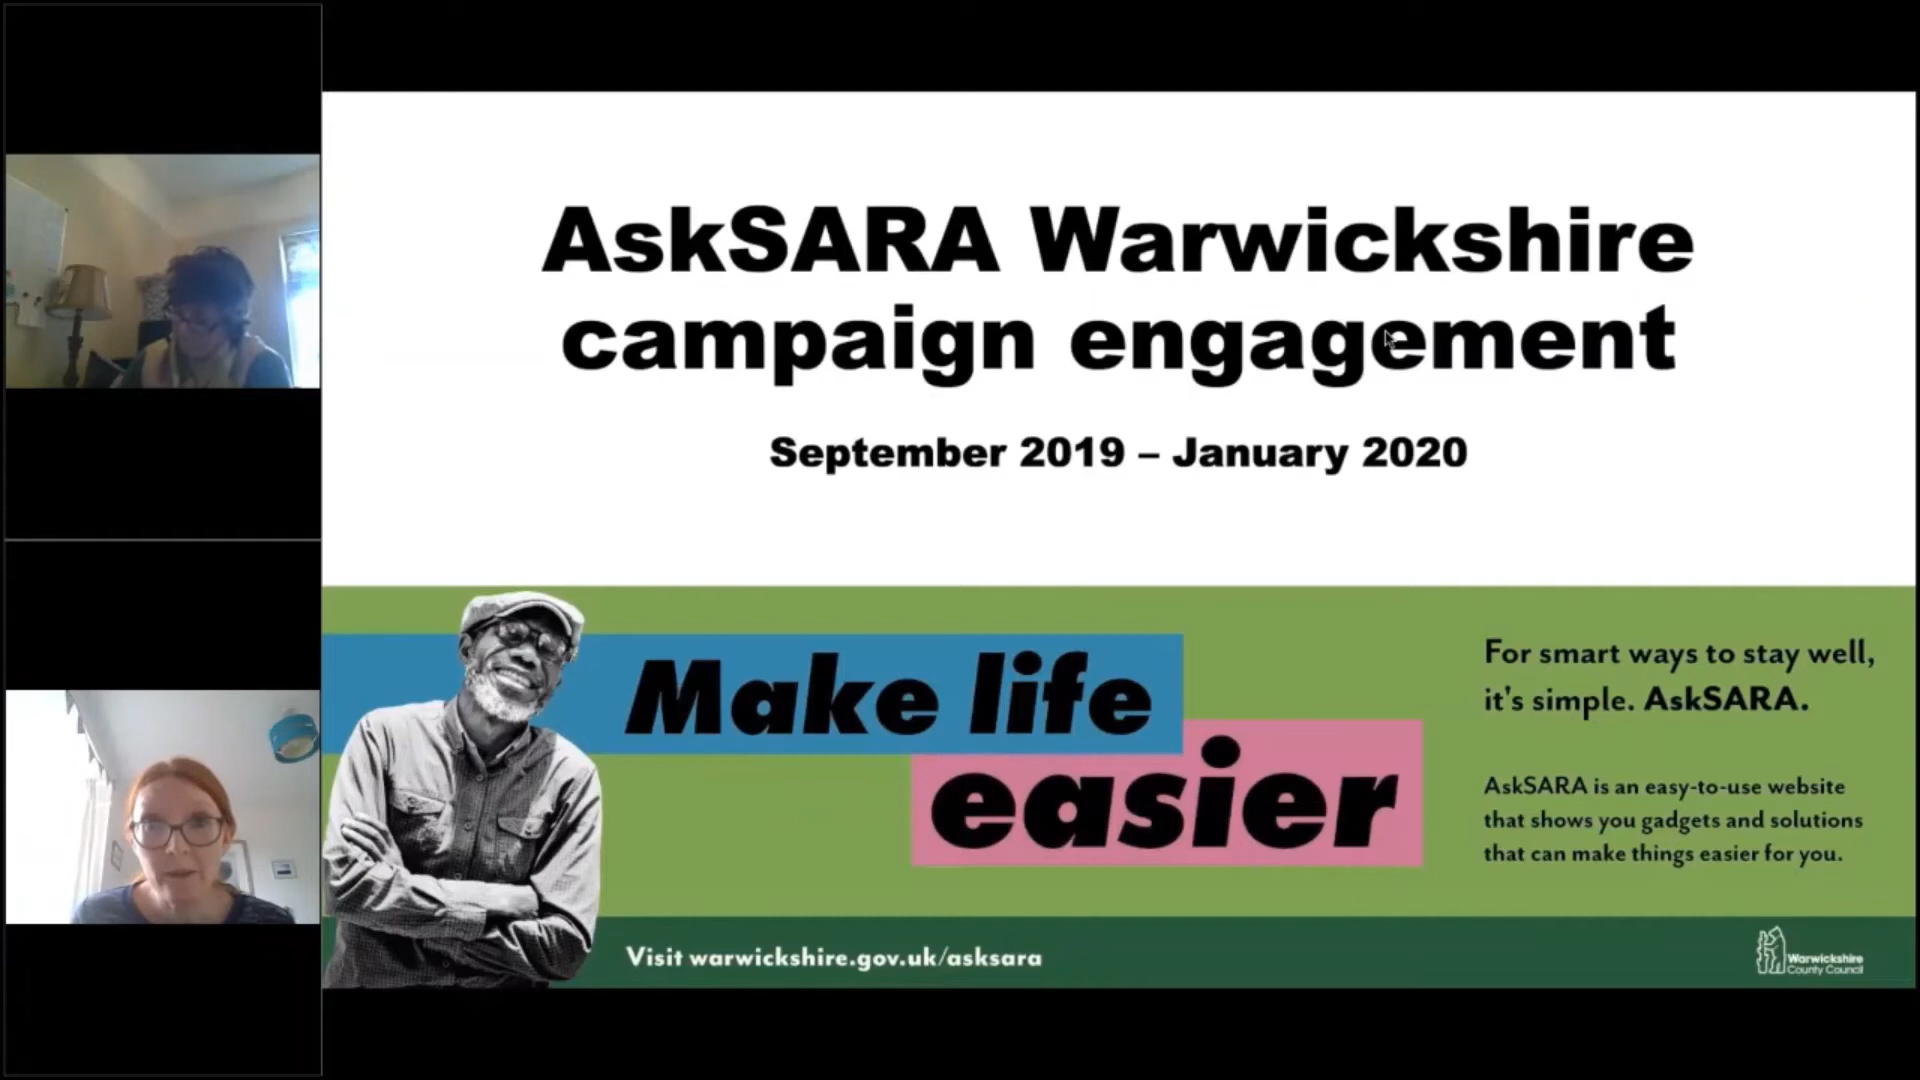 AskSARA Warwickshire
campaign engagement
September 2019 – January 2020
Make life
easier
For smart ways to stay well,
it's simple. AskSARA.
AskSARA is an easy-to-use website
that shows you gadgets and solutions
that can make things easier for you.
Visit warwickshire.gov.uk/asksara
Warwickshire
County Council